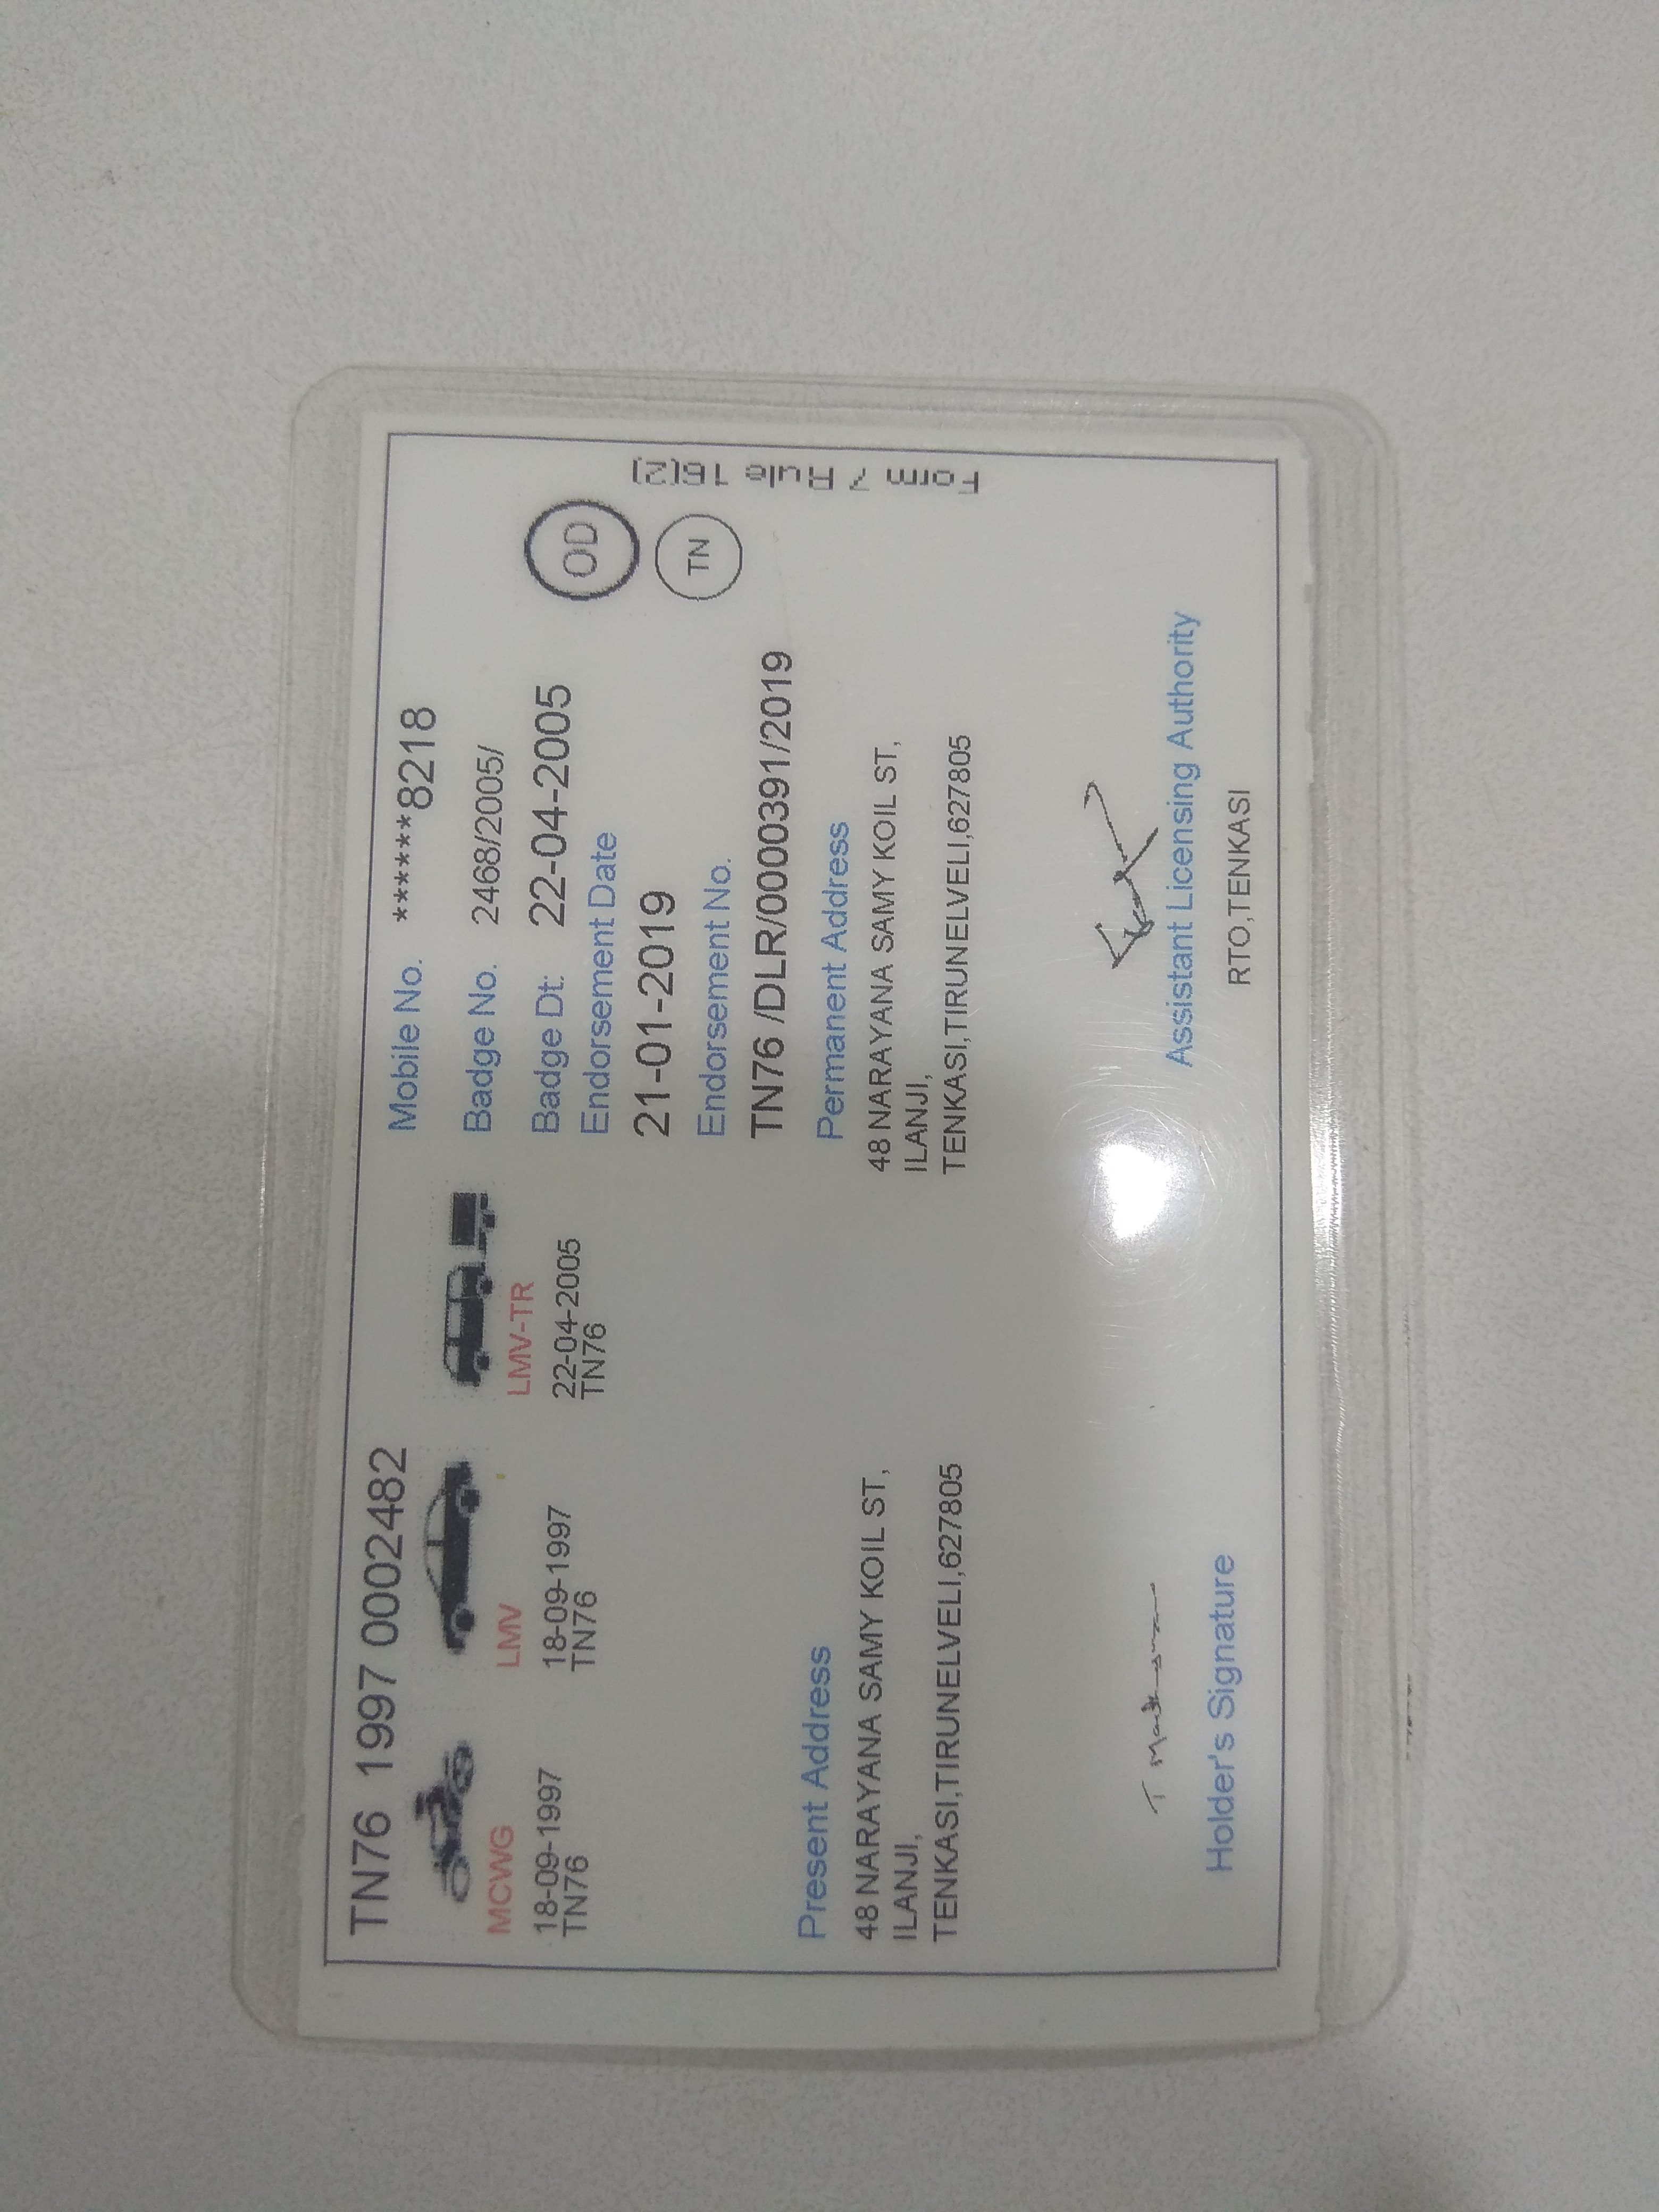 TN76 1997 0002482
MCWG
18-09-1997
TN76
LMV
18-09-1997
TN76
LMV-TR
22-04-2005
TN76
Mobile No. ******8218
Badge No. 2468/2005/
Badge Dt: 22-04-2005
Endorsement Date
21-01-2019
Endorsement No.
TN76 /DLR/0000391/2019
OD
TN
Form 7 Rule 16(2)
Present Address
48 NARAYANA SAMY KOIL ST,
ILANJI,
TENKASI,TIRUNELVELI,627805
Permanent Address
48 NARAYANA SAMY KOIL ST,
ILANJI,
TENKASI,TIRUNELVELI,627805
Holder's Signature
Assistant Licensing Authority
RTO,TENKASI